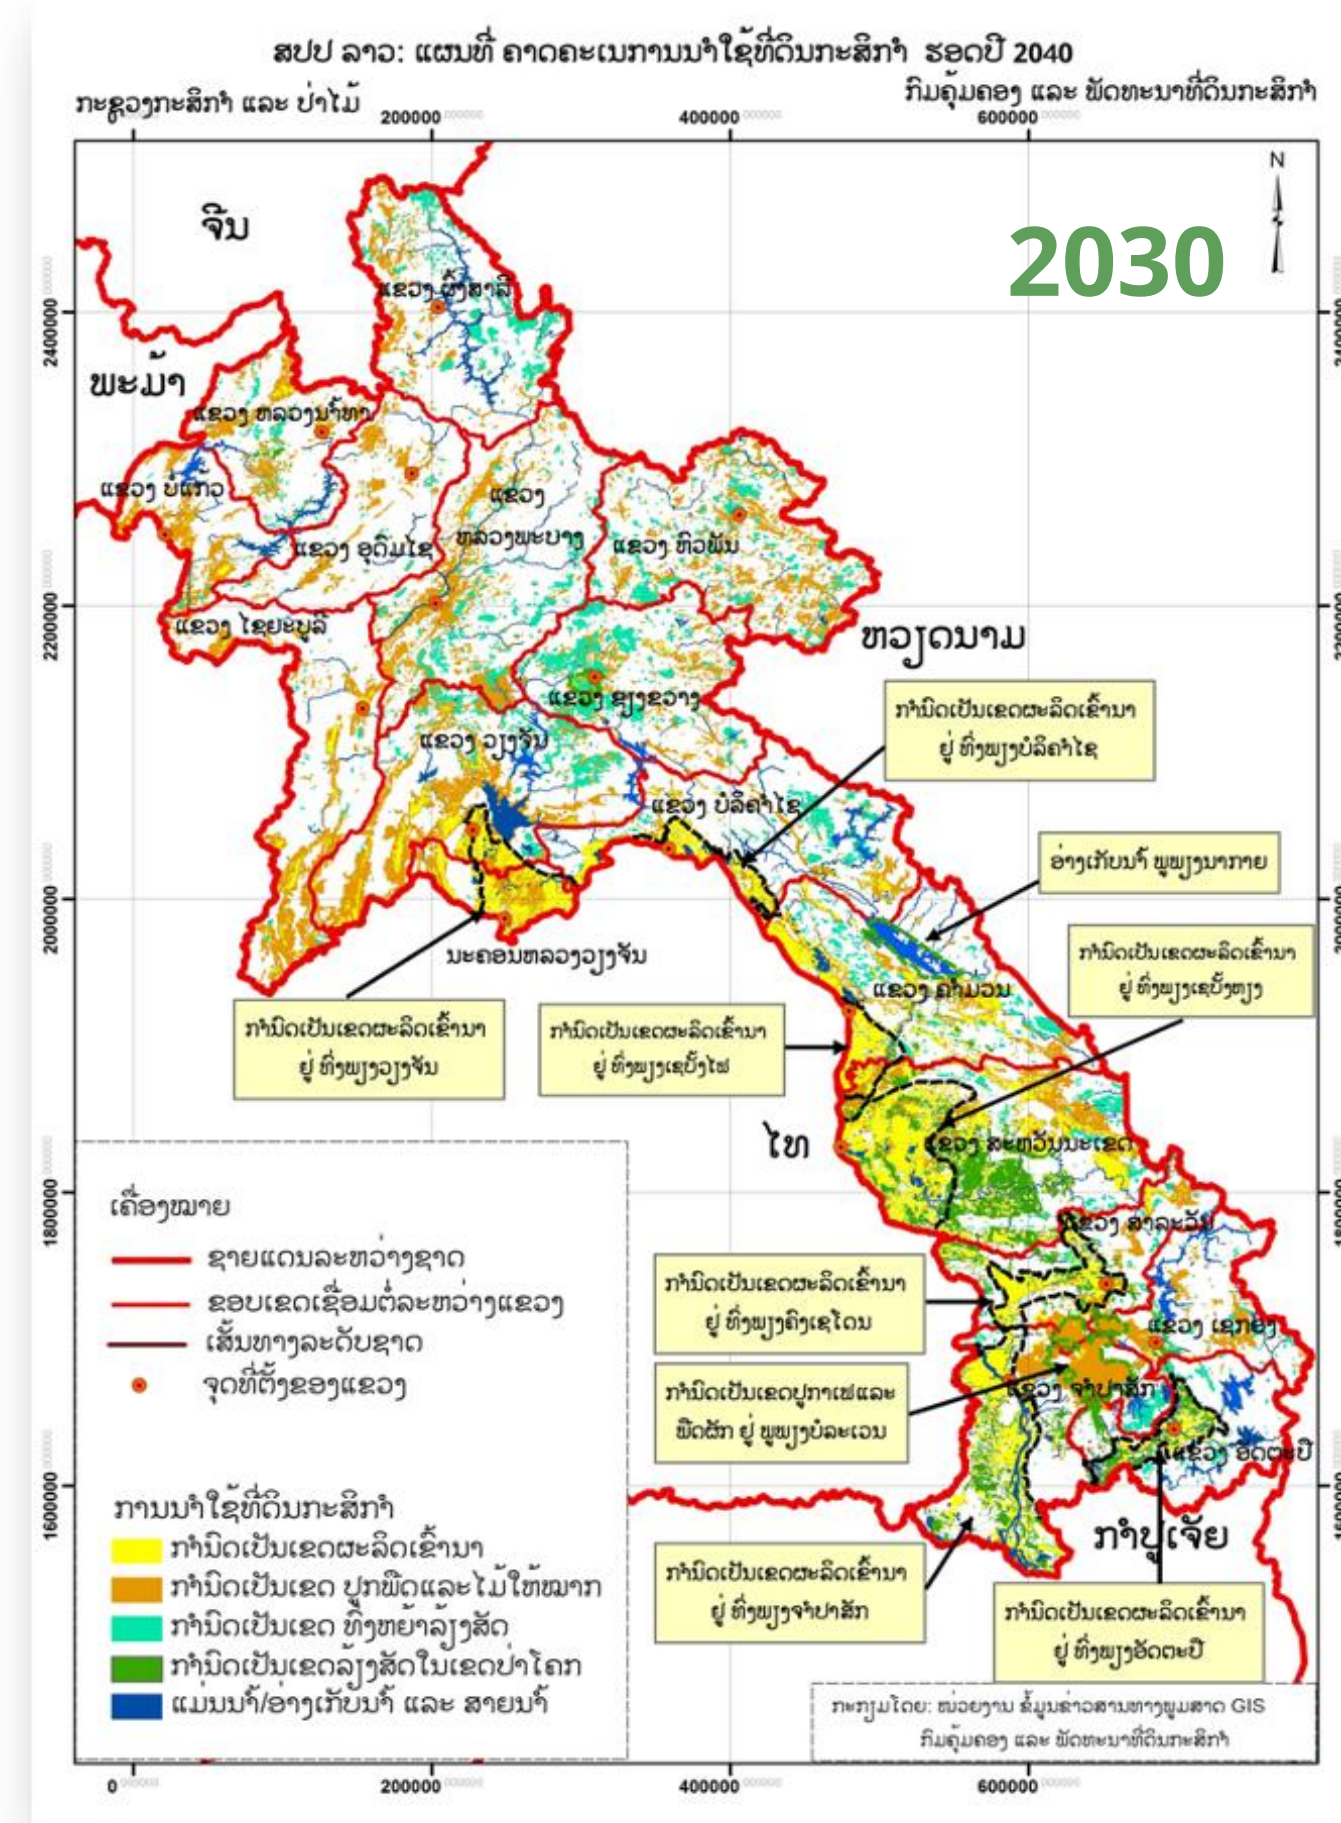 ສປປ ລາວ: ແຜນທີ່ ຄາດຄະເນການນຳໃຊ້ທີ່ດິນກະສິກຳ ຮອດປີ 2040
ກະຊວງກະສິກຳ ແລະ ປ່າໄມ້
ກົມຄຸ້ມຄອງ ແລະ ພັດທະນາທີ່ດິນກະສິກຳ
0 200000 400000 600000
N
2030
ຈີນ
ແຂວງ ຜົ້ງສາລີ
2400000
ພະມ້າ
ແຂວງ ຫລວງນ້ຳທາ
ແຂວງ ບໍ່ແກ້ວ
ແຂວງ
ຫລວງພະບາງ
ແຂວງ ອຸດົມໄຊ
ແຂວງ ຫົວພັນ
2200000
ແຂວງ ໄຊຍະບູລີ
ຫວຽດນາມ
ແຂວງ ຊຽງຂວາງ
ກຳນົດເປັນເຂດຜະລິດເຂົ້ານາ
ຢູ່ ທົ່ງພຽງບໍລິຄຳໄຊ
ແຂວງ ວຽງຈັນ
ແຂວງ ບໍລິຄຳໄຊ
ອ່າງເກັບນ້ຳ ພູພຽງນາກາຍ
2000000
ນະຄອນຫລວງວຽງຈັນ
ກຳນົດເປັນເຂດຜະລິດເຂົ້ານາ
ຢູ່ ທົ່ງພຽງເຊບັ້ງຫຽງ
ແຂວງ ຄຳມ່ວນ
ກຳນົດເປັນເຂດຜະລິດເຂົ້ານາ
ຢູ່ ທົ່ງພຽງວຽງຈັນ
ກຳນົດເປັນເຂດຜະລິດເຂົ້ານາ
ຢູ່ ທົ່ງພຽງເຊບັ້ງໄຟ
ໄທ
ແຂວງ ສະຫວັນນະເຂດ
1800000
ແຂວງ ສາລະວັນ
ກຳນົດເປັນເຂດຜະລິດເຂົ້ານາ
ຢູ່ ທົ່ງພຽງຄົງເຊໂດນ
ແຂວງ ເຊກອງ
ກຳນົດເປັນເຂດປູກາເຟແລະ
ພືດຜັກ ຢູ່ ພູພຽງບໍລະເວນ
ແຂວງ ຈຳປາສັກ
ແຂວງ ອັດຕະປື
1600000
ກຳປູເຈັຍ
ກຳນົດເປັນເຂດຜະລິດເຂົ້ານາ
ຢູ່ ທົ່ງພຽງຈຳປາສັກ
ກຳນົດເປັນເຂດຜະລິດເຂົ້ານາ
ຢູ່ ທົ່ງພຽງອັດຕະປື
ເຄື່ອງໝາຍ
ຊາຍແດນລະຫວ່າງຊາດ
ຂອບເຂດເຊື່ອມຕໍ່ລະຫວ່າງແຂວງ
ເສັ້ນທາງລະດັບຊາດ
ຈຸດທີ່ຕັ້ງຂອງແຂວງ
ການນຳໃຊ້ທີ່ດິນກະສິກຳ
ກຳນົດເປັນເຂດຜະລິດເຂົ້ານາ
ກຳນົດເປັນເຂດ ປູກພືດແລະໄມ້ໃຫ້ໝາກ
ກຳນົດເປັນເຂດ ທົ່ງຫຍ້າລ້ຽງສັດ
ກຳນົດເປັນເຂດລ້ຽງສັດໃນເຂດປ່າໂຄກ
ແມ່ນນ້ຳ/ອ່າງເກັບນ້ຳ ແລະ ສາຍນ້ຳ
ກະກຽມໂດຍ: ໜ່ວຍງານ ຂໍ້ມູນຂ່າວສານທາງພູມສາດ GIS
ກົມຄຸ້ມຄອງ ແລະ ພັດທະນາທີ່ດິນກະສິກຳ
0 200000 400000 600000